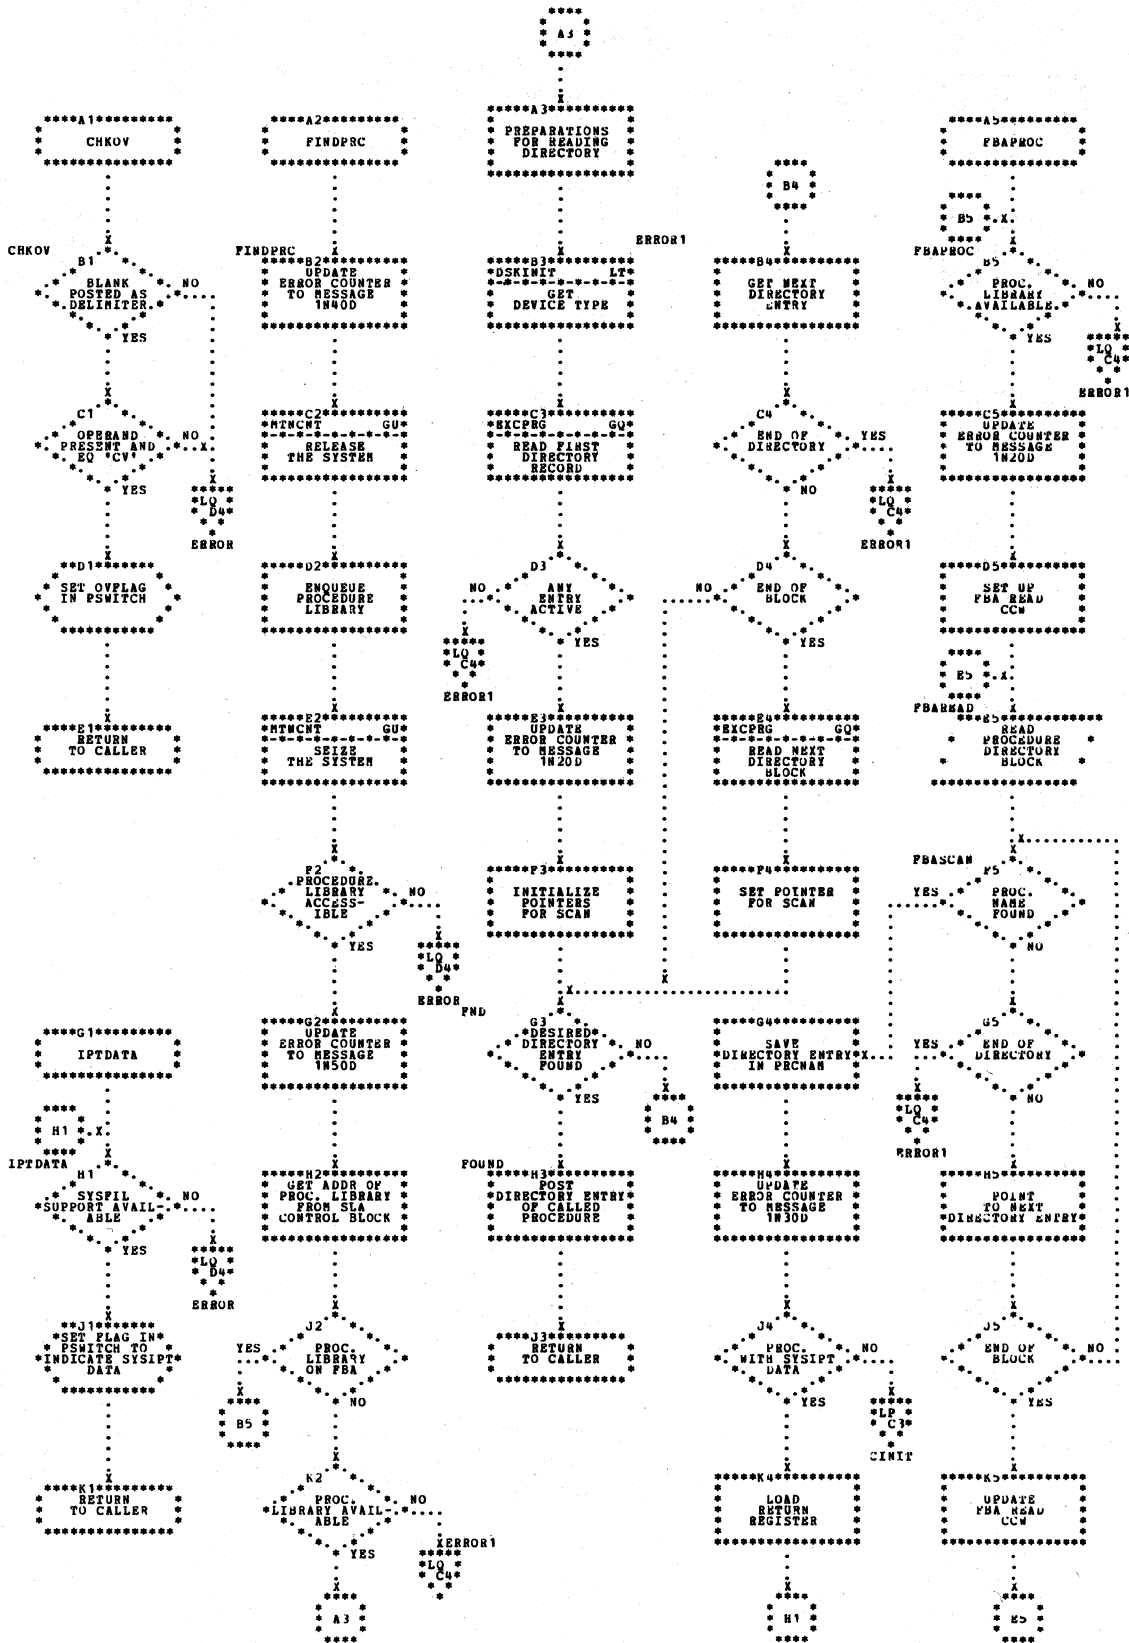 A3
A1
CHKOV
B1
CHKOV
BLANK
POSTED AS
DELIMITER
NO
YES
C1
OPERAND
PRESENT AND
EQ 'CV'
NO
YES
LQ
D4
ERROR
D1
SET OVFLAG
IN PSWITCH
E1
RETURN
TO CALLER
G1
IPTDATA
H1
IPTDATA
H1
SYSFIL
SUPPORT AVAIL-
ABLE
NO
YES
LQ
D4
ERROR
J1
SET FLAG IN
PSWITCH TO
INDICATE SYSIPT
DATA
K1
RETURN
TO CALLER
A2
FINDPRC
FINDPRC
B2
UPDATE
ERROR COUNTER
TO MESSAGE
1N40D
C2
MTNCNT GU
RELEASE
THE SYSTEM
D2
ENQUEUE
PROCEDURE
LIBRARY
E2
MTNCNT GU
SEIZE
THE SYSTEM
F2
PROCEDURE
LIBRARY
ACCESS-
IBLE
NO
YES
LQ
D4
ERROR
G2
UPDATE
ERROR COUNTER
TO MESSAGE
1N50D
H2
GET ADDR OF
PROC. LIBRARY
FROM SLA
CONTROL BLOCK
J2
PROC.
LIBRARY
ON FBA
YES
NO
B5
K2
PROC.
LIBRARY AVAIL-
ABLE
NO
YES
ERROR1
LQ
C4
A3
A3
PREPARATIONS
FOR READING
DIRECTORY
ERROR1
B3
DSKINIT LT
GET
DEVICE TYPE
C3
EXCPRG GQ
READ FIRST
DIRECTORY
RECORD
D3
ANY
ENTRY
ACTIVE
NO
YES
LQ
C4
ERROR1
E3
UPDATE
ERROR COUNTER
TO MESSAGE
1N20D
F3
INITIALIZE
POINTERS
FOR SCAN
FND
G3
DESIRED
DIRECTORY
ENTRY
FOUND
NO
YES
B4
FOUND
H3
POST
DIRECTORY ENTRY
OF CALLED
PROCEDURE
J3
RETURN
TO CALLER
B4
B4
GET NEXT
DIRECTORY
ENTRY
C4
END OF
DIRECTORY
YES
NO
LQ
C4
ERROR1
D4
END OF
BLOCK
NO
YES
E4
EXCPRG GQ
READ NEXT
DIRECTORY
BLOCK
F4
SET POINTER
FOR SCAN
G4
SAVE
DIRECTORY ENTRY
IN PRCNAM
H4
UPDATE
ERROR COUNTER
TO MESSAGE
1N30D
J4
PROC.
WITH SYSIPT
DATA
NO
YES
LP
C3
CINIT
K4
LOAD
RETURN
REGISTER
H1
A5
FBAPROC
B5
FBAPROC
B5
PROC.
LIBRARY
AVAILABLE
NO
YES
LQ
C4
ERROR1
C5
UPDATE
ERROR COUNTER
TO MESSAGE
1N20D
D5
SET UP
FBA READ
CCW
E5
FBAREAD
E5
READ
PROCEDURE
DIRECTORY
BLOCK
FBASCAN
F5
PROC.
NAME
FOUND
YES
NO
G5
END OF
DIRECTORY
YES
NO
LQ
C4
ERROR1
H5
POINT
TO NEXT
DIRECTORY ENTRY
J5
END OF
BLOCK
NO
YES
K5
UPDATE
FBA READ
CCW
E5